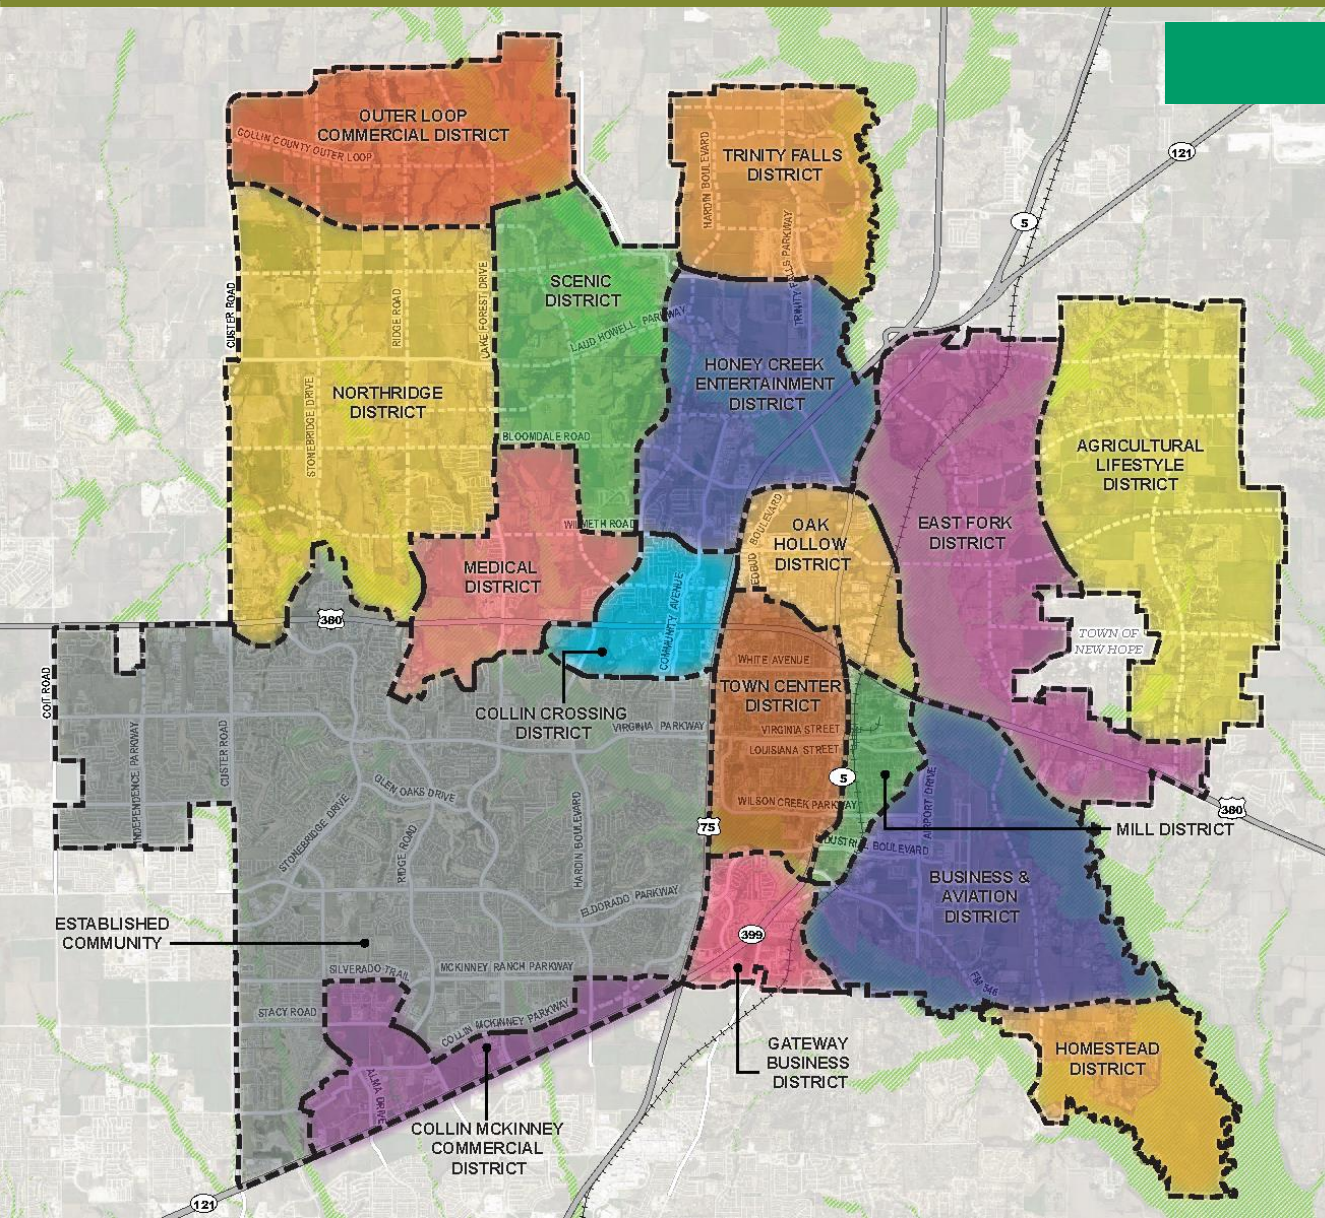 OUTER LOOP
COMMERCIAL DISTRICT
COLLIN COUNTY OUTER LOOP
TRINITY FALLS
DISTRICT
HARDIN BOULEVARD
TRINITY FALLS PARKWAY
121
5
SCENIC
DISTRICT
LAUD HOWELL PARKWAY
CUSTER ROAD
RIDGE ROAD
LAKE FOREST DRIVE
STONEBRIDGE DRIVE
NORTHRIDGE
DISTRICT
HONEY CREEK
ENTERTAINMENT
DISTRICT
BLOOMDALE ROAD
AGRICULTURAL
LIFESTYLE
DISTRICT
WILMETH ROAD
OAK
HOLLOW
DISTRICT
EAST FORK
DISTRICT
MEDICAL
DISTRICT
COMMUNITY AVENUE
380
TOWN OF
NEW HOPE
WHITE AVENUE
TOWN CENTER
DISTRICT
COIT ROAD
COLLIN CROSSING
DISTRICT
VIRGINIA PARKWAY
VIRGINIA STREET
LOUISIANA STREET
INDEPENDENCE PARKWAY
CUSTER ROAD
GLEN OAKS DRIVE
STONEBRIDGE DRIVE
RIDGE ROAD
HARDIN BOULEVARD
5
WILSON CREEK PARKWAY
AIRPORT DRIVE
380
75
MILL DISTRICT
BOULEVARD
BUSINESS &
AVIATION
DISTRICT
ELDORADO PARKWAY
ESTABLISHED
COMMUNITY
399
SILVERADO TRAIL
MCKINNEY RANCH PARKWAY
FM 546
STACY ROAD
COLLIN MCKINNEY PARKWAY
GATEWAY
BUSINESS
DISTRICT
HOMESTEAD
DISTRICT
ALMA DRIVE
COLLIN MCKINNEY
COMMERCIAL
DISTRICT
121